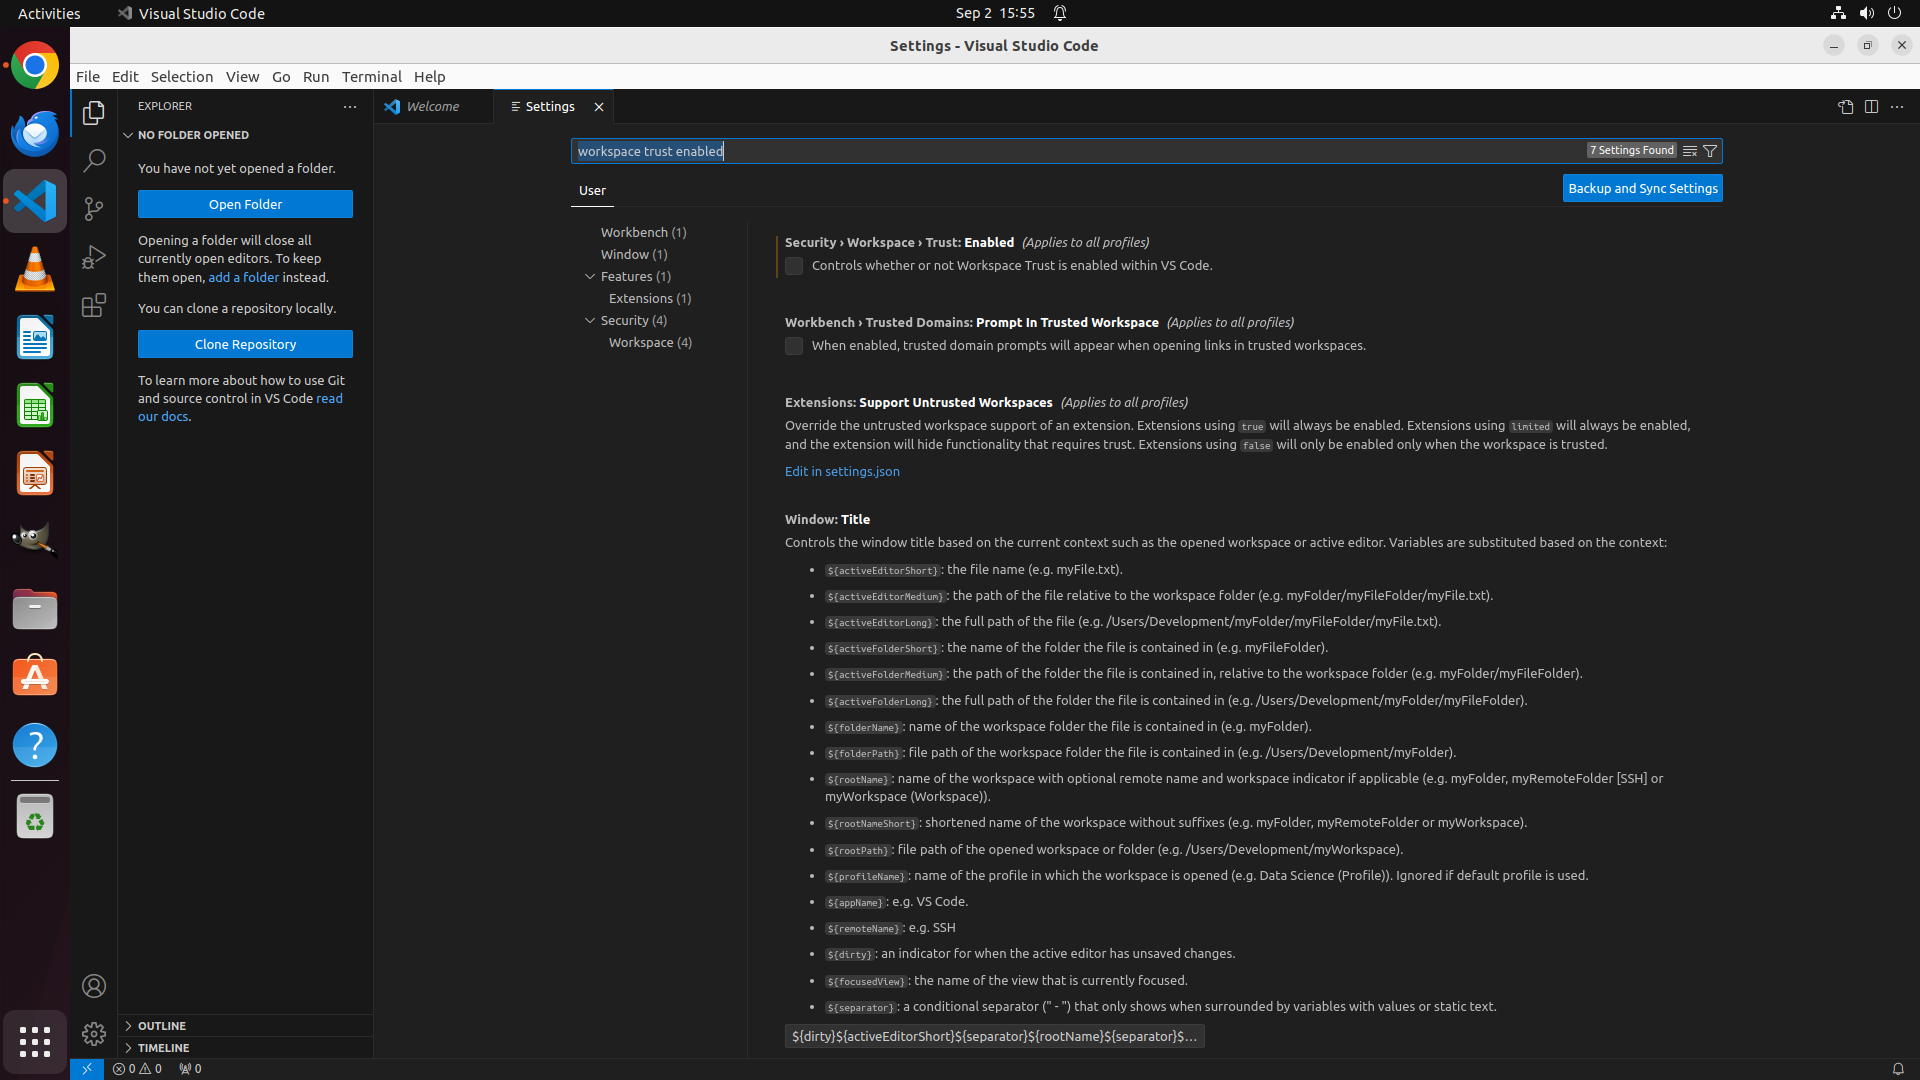 Activities
Visual Studio Code
Sep 2 15:55
Settings - Visual Studio Code
File Edit Selection View Go Run Terminal Help
EXPLORER
NO FOLDER OPENED
You have not yet opened a folder.
Open Folder
Opening a folder will close all
currently open editors. To keep
them open, add a folder instead.
You can clone a repository locally.
Clone Repository
To learn more about how to use Git
and source control in VS Code read
our docs.
OUTLINE
TIMELINE
Welcome
Settings
workspace trust enabled
7 Settings Found
User
Backup and Sync Settings
Workbench (1)
Window (1)
Features (1)
Extensions (1)
Security (4)
Workspace (4)
Security › Workspace › Trust: Enabled (Applies to all profiles)
Controls whether or not Workspace Trust is enabled within VS Code.
Workbench › Trusted Domains: Prompt In Trusted Workspace (Applies to all profiles)
When enabled, trusted domain prompts will appear when opening links in trusted workspaces.
Extensions: Support Untrusted Workspaces (Applies to all profiles)
Override the untrusted workspace support of an extension. Extensions using true will always be enabled. Extensions using limited will always be enabled,
and the extension will hide functionality that requires trust. Extensions using false will only be enabled only when the workspace is trusted.
Edit in settings.json
Window: Title
Controls the window title based on the current context such as the opened workspace or active editor. Variables are substituted based on the context:
• ${activeEditorShort}: the file name (e.g. myFile.txt).
• ${activeEditorMedium}: the path of the file relative to the workspace folder (e.g. myFolder/myFileFolder/myFile.txt).
• ${activeEditorLong}: the full path of the file (e.g. /Users/Development/myFolder/myFileFolder/myFile.txt).
• ${activeFolderShort}: the name of the folder the file is contained in (e.g. myFileFolder).
• ${activeFolderMedium}: the path of the folder the file is contained in, relative to the workspace folder (e.g. myFolder/myFileFolder).
• ${activeFolderLong}: the full path of the folder the file is contained in (e.g. /Users/Development/myFolder/myFileFolder).
• ${folderName}: name of the workspace folder the file is contained in (e.g. myFolder).
• ${folderPath}: file path of the workspace folder the file is contained in (e.g. /Users/Development/myFolder).
• ${rootName}: name of the workspace with optional remote name and workspace indicator if applicable (e.g. myFolder, myRemoteFolder [SSH] or
myWorkspace (Workspace)).
• ${rootNameShort}: shortened name of the workspace without suffixes (e.g. myFolder, myRemoteFolder or myWorkspace).
• ${rootPath}: file path of the opened workspace or folder (e.g. /Users/Development/myWorkspace).
• ${profileName}: name of the profile in which the workspace is opened (e.g. Data Science (Profile)). Ignored if default profile is used.
• ${appName}: e.g. VS Code.
• ${remoteName}: e.g. SSH
• ${dirty}: an indicator for when the active editor has unsaved changes.
• ${focusedView}: the name of the view that is currently focused.
• ${separator}: a conditional separator (" - ") that only shows when surrounded by variables with values or static text.
${dirty}${activeEditorShort}${separator}${rootName}${separator}$...
0 0 0